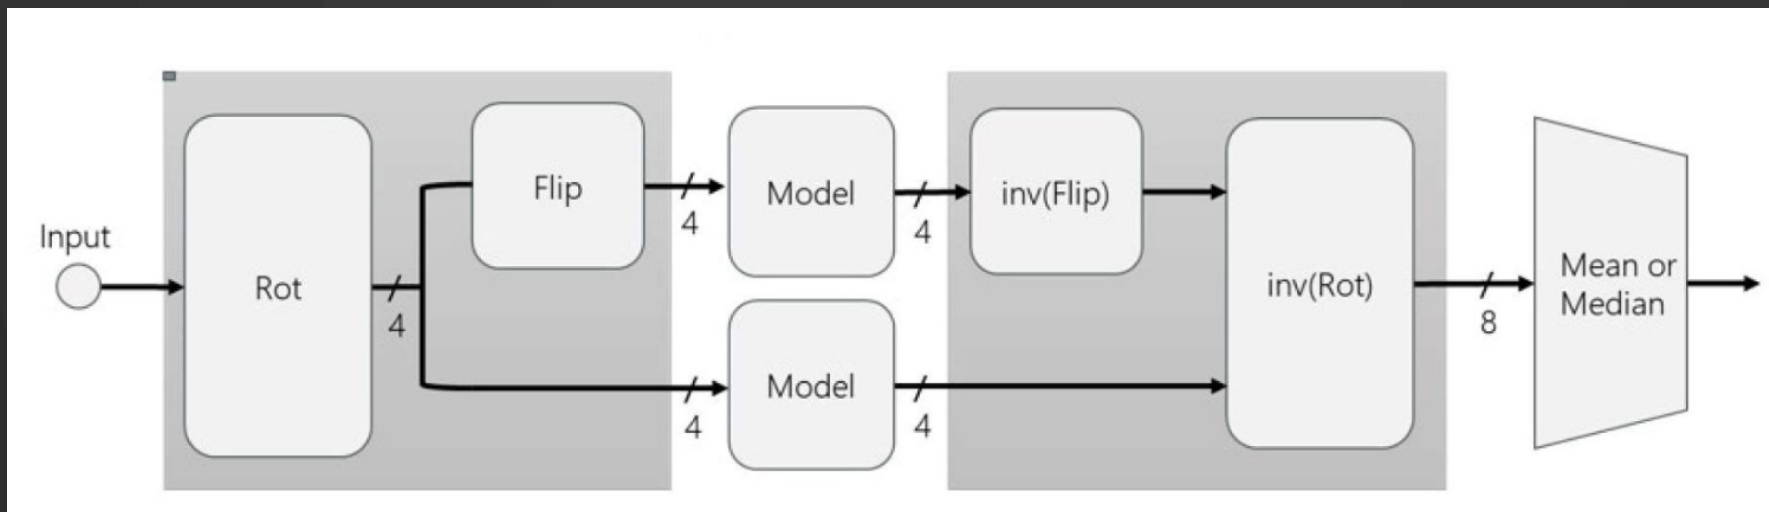 Input
Rot
4
Flip
4
4
Model
Model
4
4
inv(Flip)
inv(Rot)
8
Mean or
Median